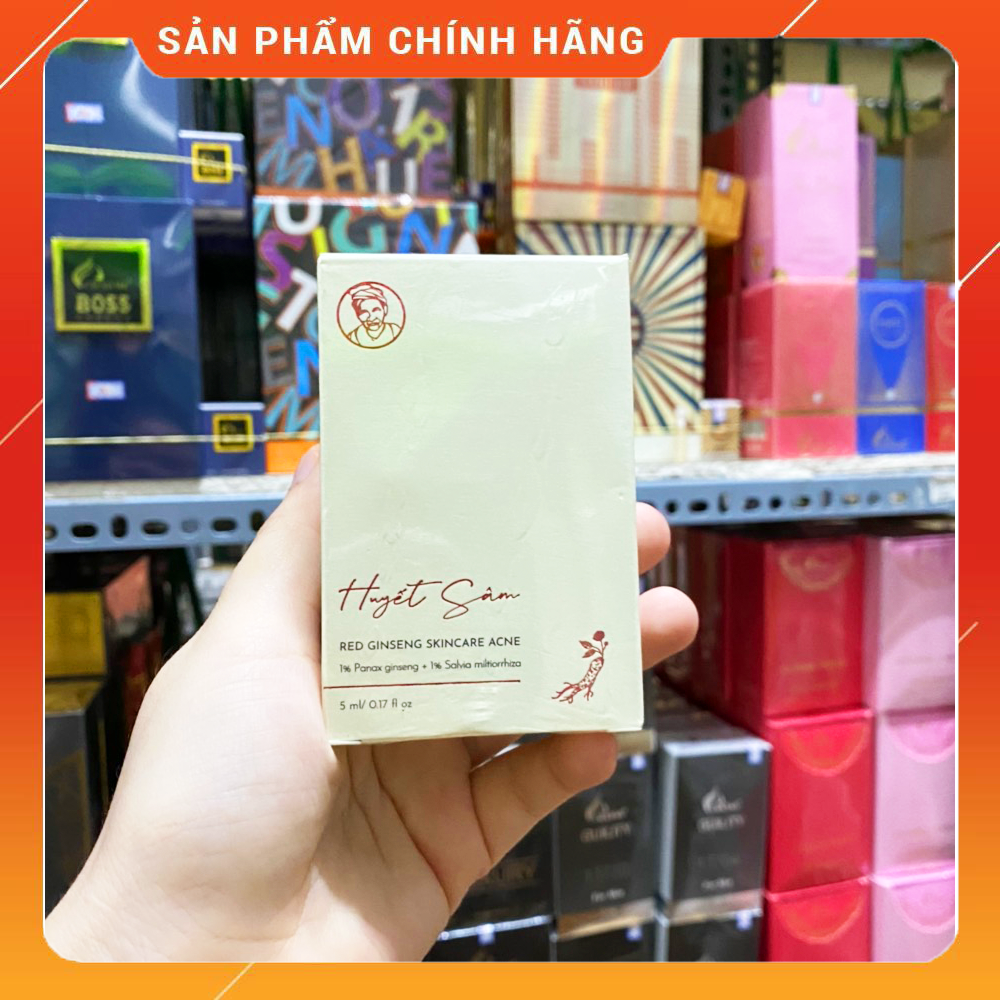 SẢN PHẨM CHÍNH HÃNG
BOSS
Huyết Sâm
RED GINSENG SKINCARE ACNE
1% Panax ginseng + 1% Salvia miltiorrhiza
5 ml/ 0.17 fl oz